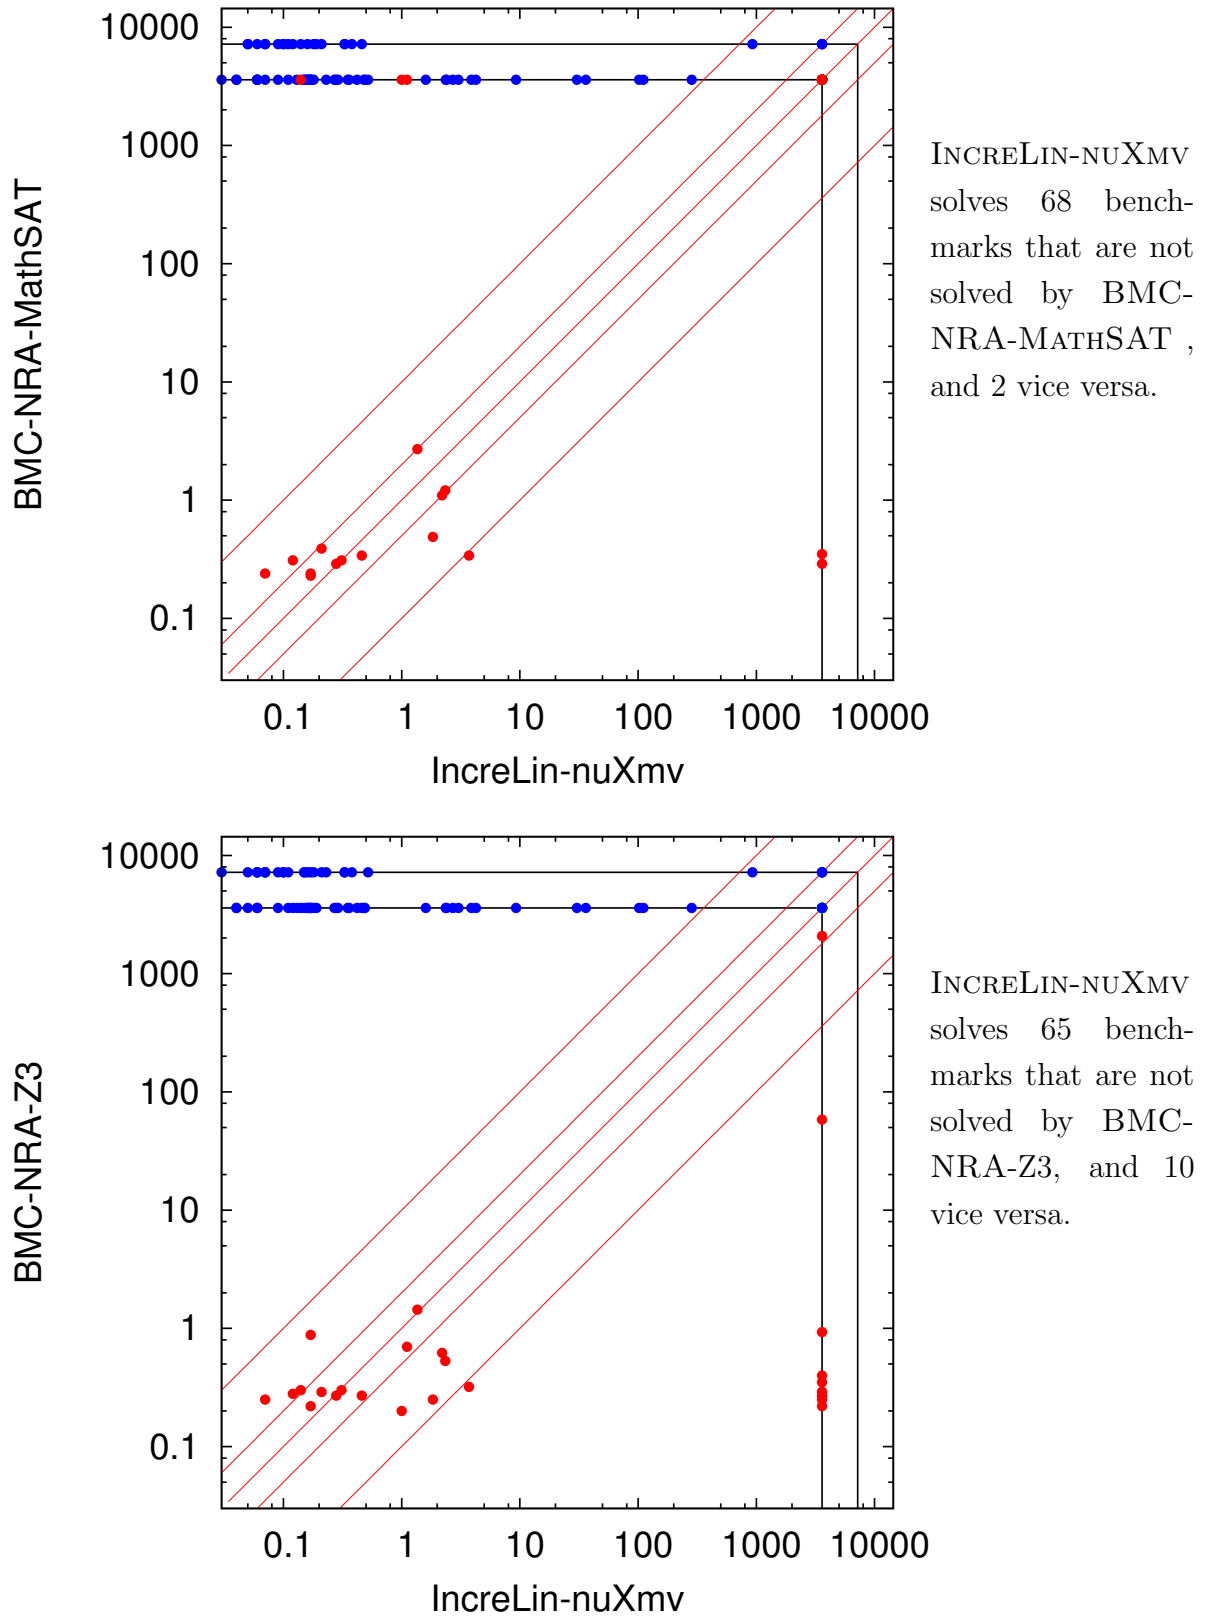 10000
1000
100
10
1
0.1
BMC-NRA-MathSAT
0.1 1 10 100 1000 10000
IncreLin-nuXmv
INCRELIN-NUXMV
solves 68 bench-
marks that are not
solved by BMC-
NRA-MATHSAT ,
and 2 vice versa.
10000
1000
100
10
1
0.1
BMC-NRA-Z3
0.1 1 10 100 1000 10000
IncreLin-nuXmv
INCRELIN-NUXMV
solves 65 bench-
marks that are not
solved by BMC-
NRA-Z3, and 10
vice versa.